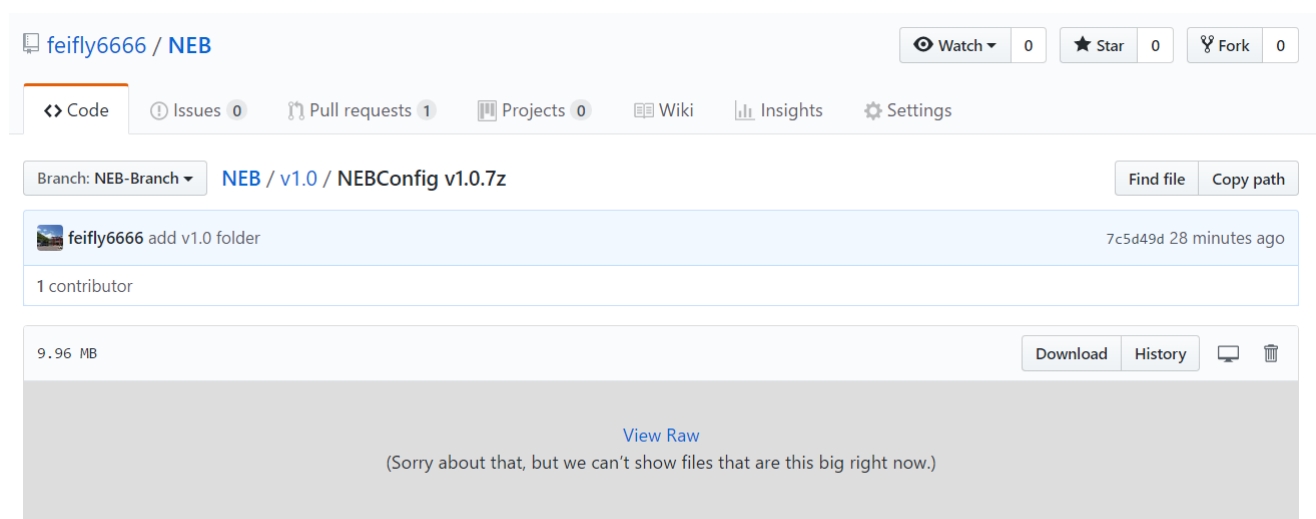 feifly6666 / NEB
Watch 0 Star 0 Fork 0
Code Issues 0 Pull requests 1 Projects 0 Wiki Insights Settings
Branch: NEB-Branch NEB / v1.0 / NEBConfig v1.0.7z Find file Copy path
feifly6666 add v1.0 folder 7c5d49d 28 minutes ago
1 contributor
9.96 MB Download History
View Raw
(Sorry about that, but we can’t show files that are this big right now.)